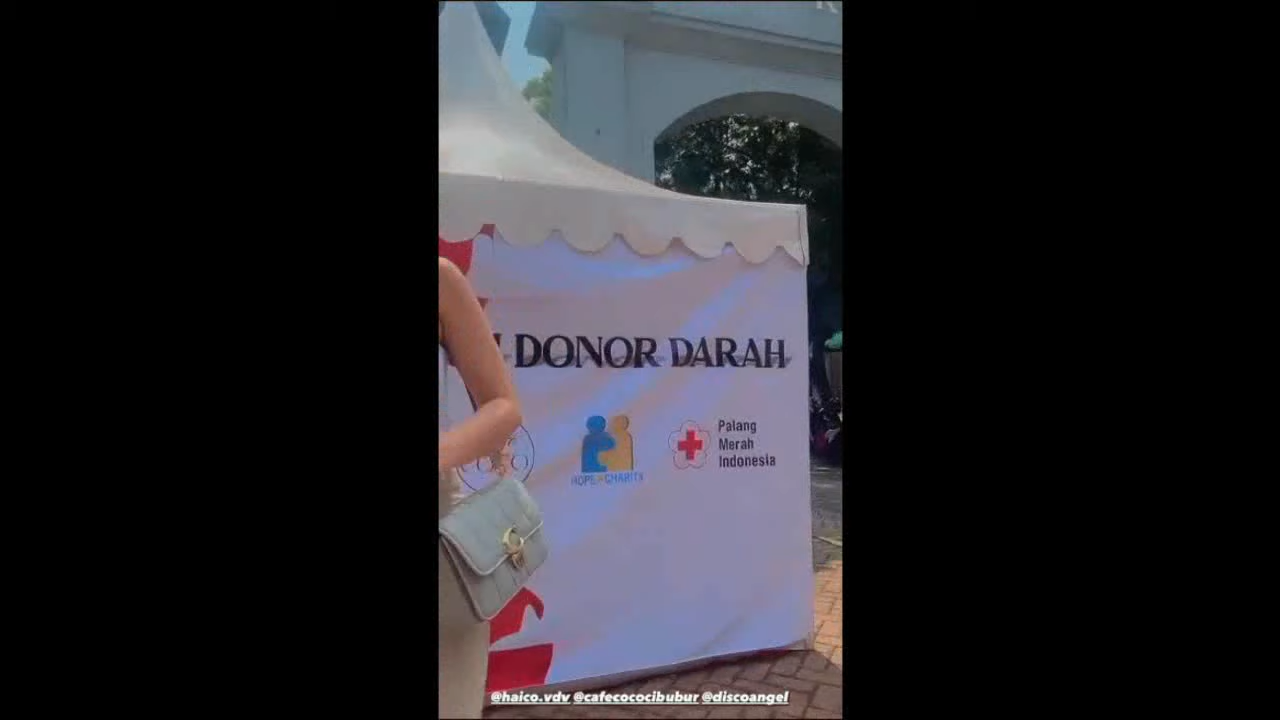 DONOR DARAH
HOPE CHARITY
Palang
Merah
Indonesia
@haico.vdv @cafecococibubur @discoangel